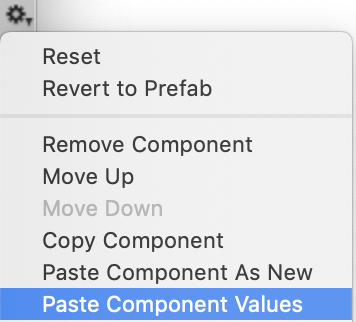 Reset
Revert to Prefab
Remove Component
Move Up
Move Down
Copy Component
Paste Component As New
Paste Component Values